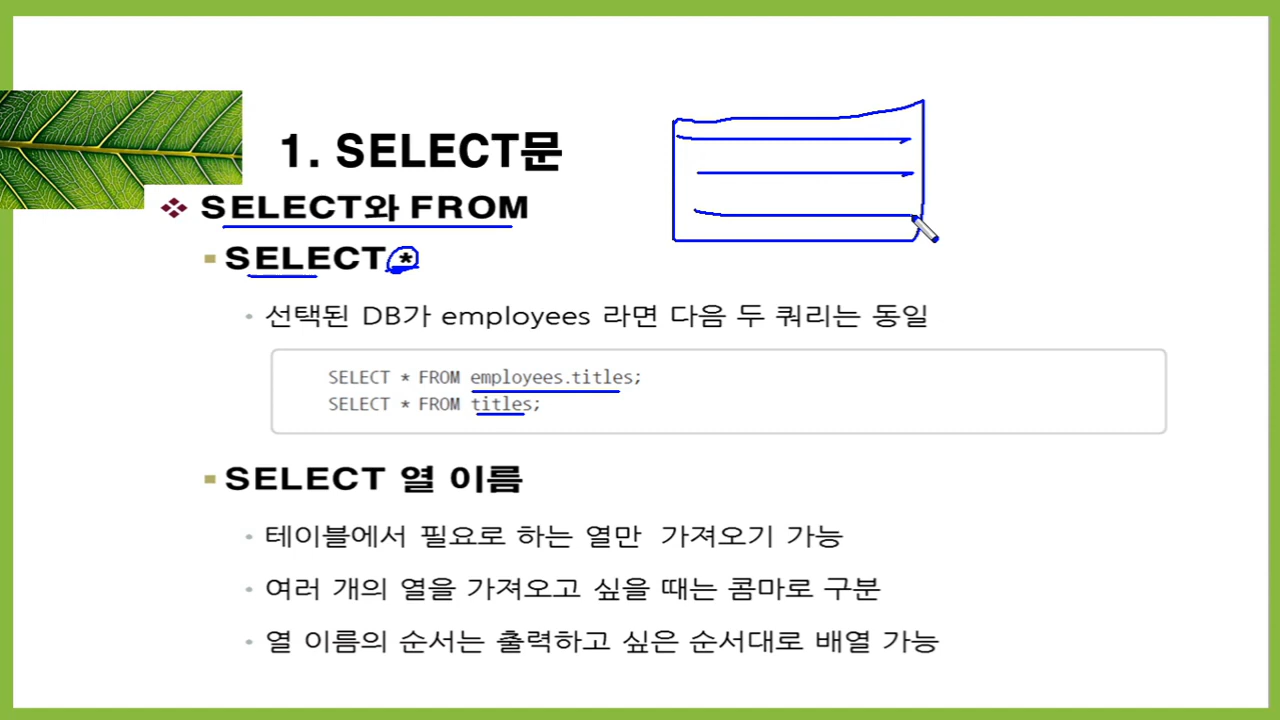 1. SELECT문
SELECT와 FROM
SELECT *
선택된 DB가 employees 라면 다음 두 쿼리는 동일
SELECT * FROM employees.titles;
SELECT * FROM titles;
SELECT 열 이름
테이블에서 필요로 하는 열만 가져오기 가능
여러 개의 열을 가져오고 싶을 때는 콤마로 구분
열 이름의 순서는 출력하고 싶은 순서대로 배열 가능